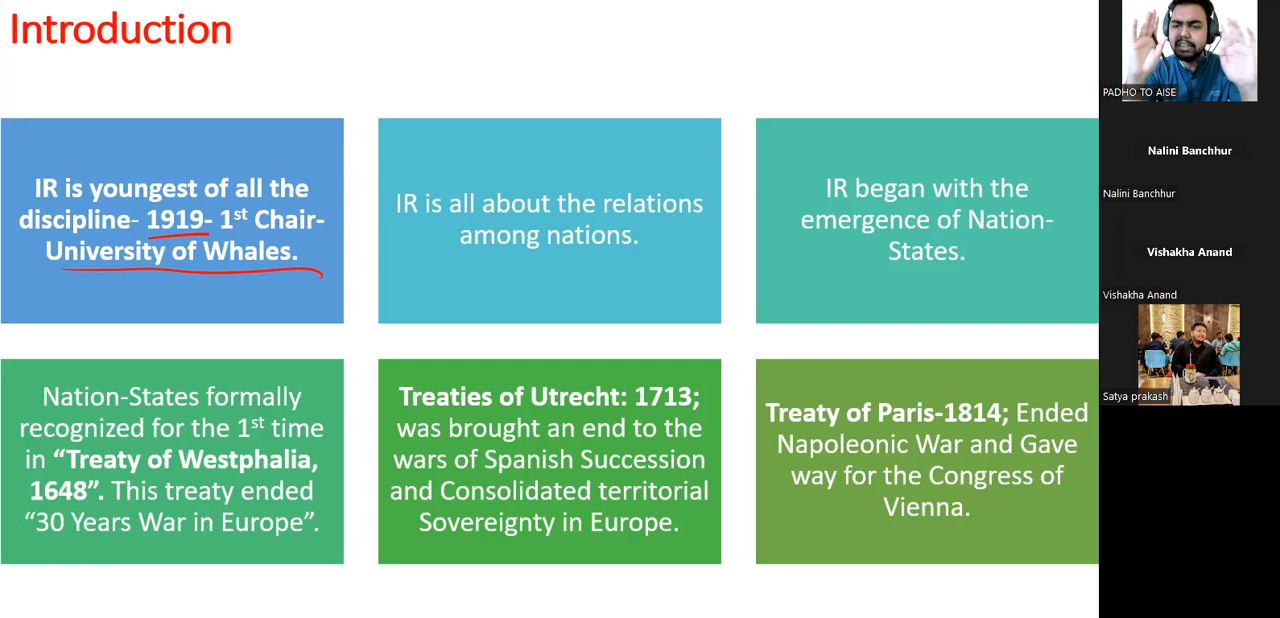 Introduction
IR is youngest of all the
discipline- 1919- 1st Chair-
University of Whales.
IR is all about the relations
among nations.
IR began with the
emergence of Nation-
States.
Nation-States formally
recognized for the 1st time
in “Treaty of Westphalia,
1648”. This treaty ended
“30 Years War in Europe”.
Treaties of Utrecht: 1713;
was brought an end to the
wars of Spanish Succession
and Consolidated territorial
Sovereignty in Europe.
Treaty of Paris-1814; Ended
Napoleonic War and Gave
way for the Congress of
Vienna.
PADHO TO AISE
Nalini Banchhur
Nalini Banchhur
Vishakha Anand
Vishakha Anand
Satya prakash